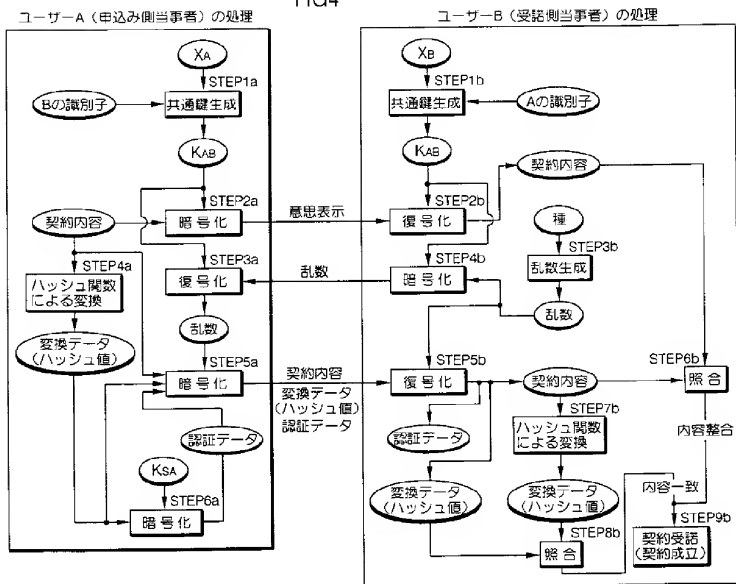 FIG4
ユーザーA（申込み側当事者）の処理
XA
STEP1a
Bの識別子
共通鍵生成
KAB
STEP2a
契約内容
暗号化
意思表示
STEP3a
STEP4a
復号化
乱数
ハッシュ関数
による変換
乱数
変換データ
(ハッシュ値)
STEP5a
暗号化
契約内容
変換データ
(ハッシュ値)
認証データ
認証データ
KSA
STEP6a
暗号化
ユーザーB（受諾側当事者）の処理
XB
STEP1b
共通鍵生成
Aの識別子
KAB
契約内容
STEP2b
復号化
種
STEP4b
STEP3b
暗号化
乱数生成
乱数
STEP5b
STEP6b
復号化
契約内容
照合
STEP7b
認証データ
ハッシュ関数
による変換
内容整合
変換データ
(ハッシュ値)
変換データ
(ハッシュ値)
内容一致
STEP8b
STEP9b
照合
契約受諾
(契約成立)